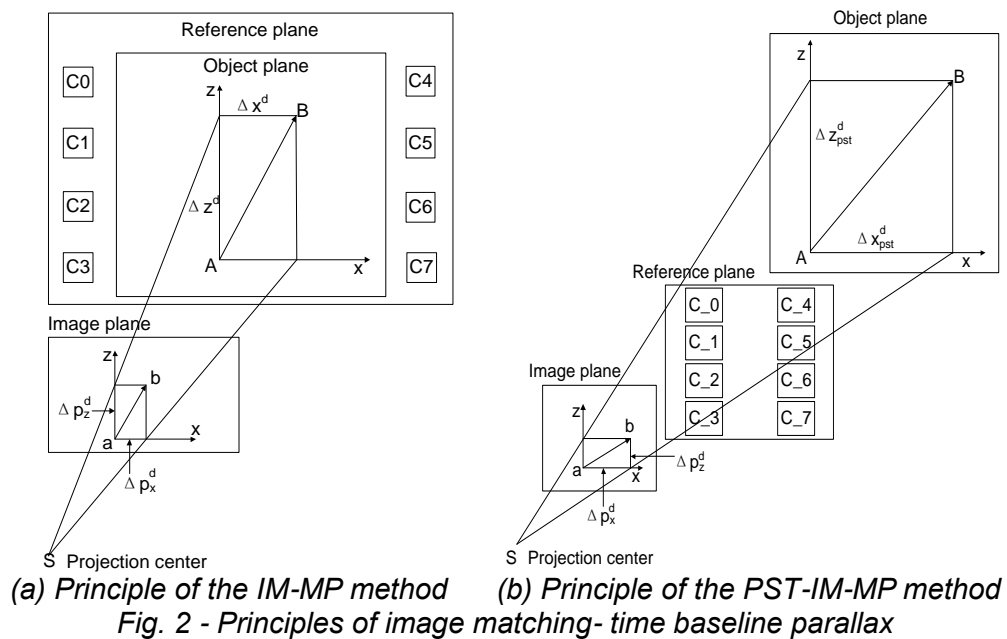 Reference plane
Object plane
C0
C1
C2
C3
C4
C5
C6
C7
z
Δ x^d
B
Δ z^d
A
x
Image plane
z
b
Δ p_z^d
a
x
Δ p_x^d
S Projection center
(a) Principle of the IM-MP method
Object plane
z
B
Δ z_pst^d
Δ x_pst^d
A
x
Reference plane
C_0
C_1
C_2
C_3
C_4
C_5
C_6
C_7
Image plane
z
b
a
x
Δ p_z^d
Δ p_x^d
S Projection center
(b) Principle of the PST-IM-MP method
Fig. 2 - Principles of image matching- time baseline parallax